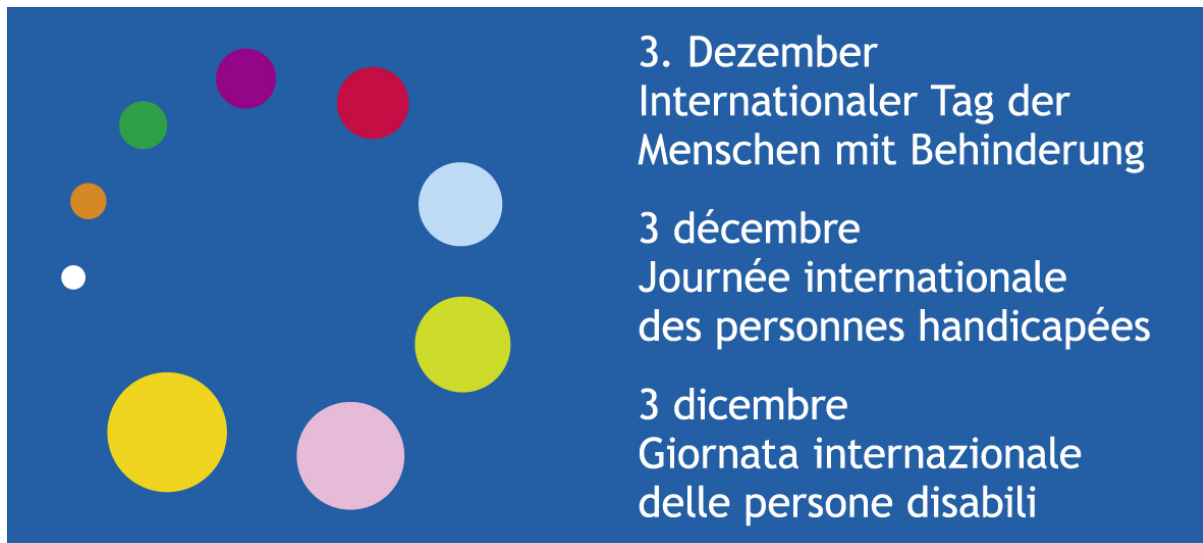 3. Dezember
Internationaler Tag der
Menschen mit Behinderung
3 décembre
Journée internationale
des personnes handicapées
3 dicembre
Giornata internazionale
delle persone disabili